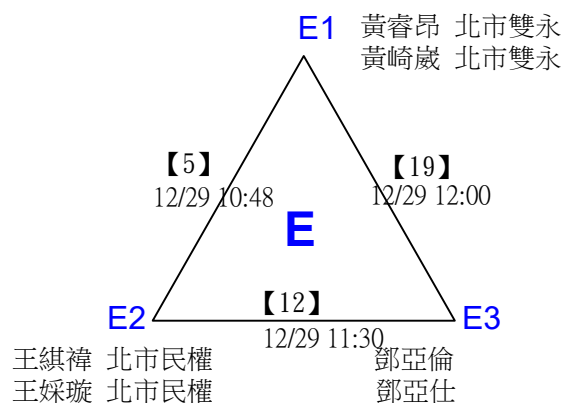 E1 黃睿昂 北市雙永
黃崎崴 北市雙永
【5】
12/29 10:48
【19】
12/29 12:00
E
E2
【12】
E3
12/29 11:30
王綨褘 北市民權
王婇璇 北市民權
鄧亞倫
鄧亞仕